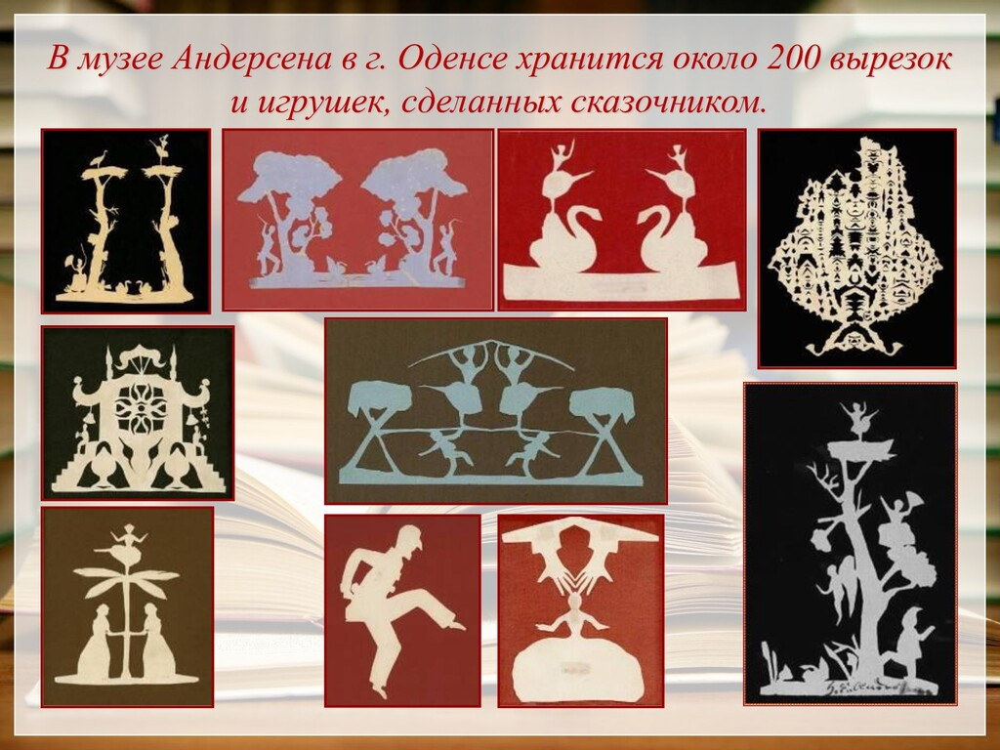 В музее Андерсена в г. Оденсе хранится около 200 вырезок
и игрушек, сделанных сказочником.